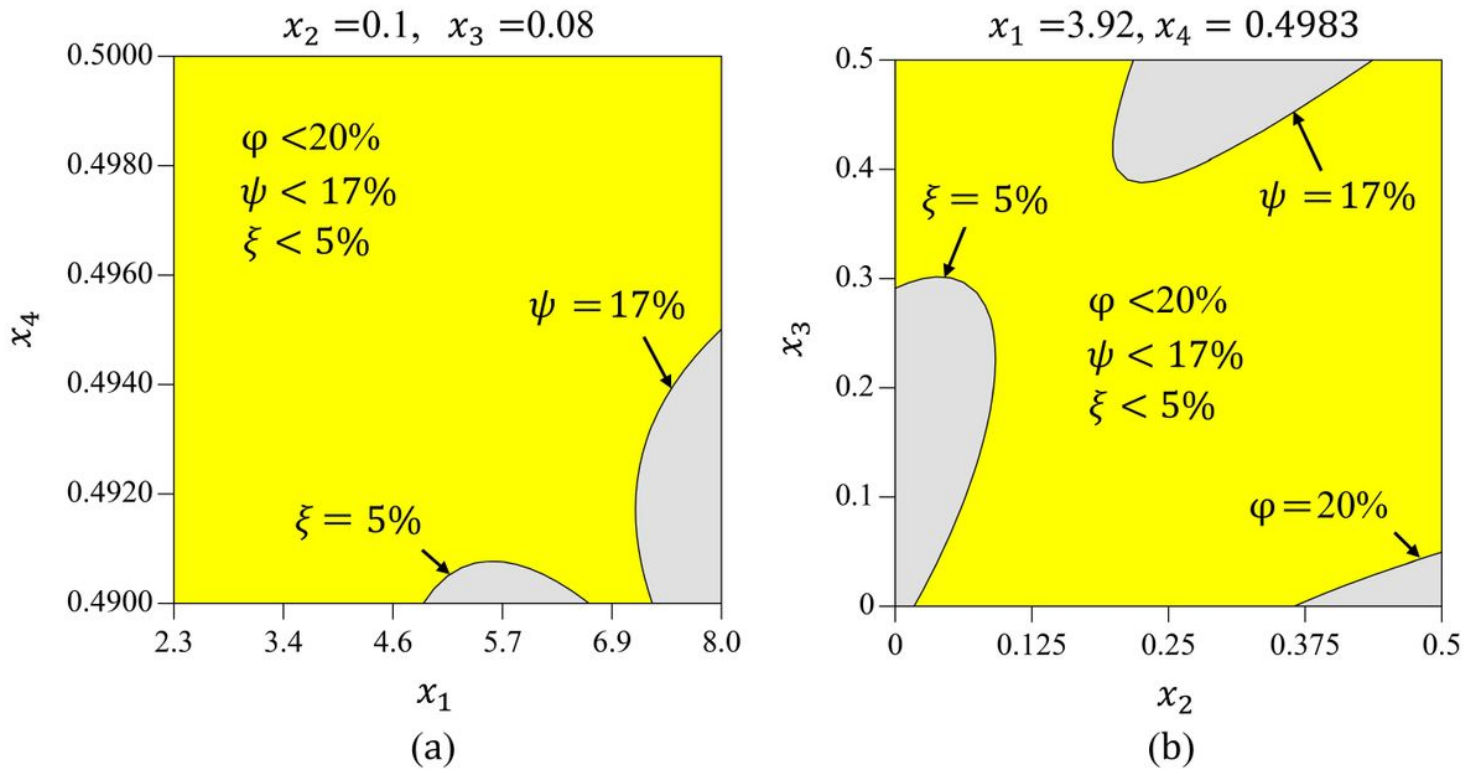 x₂ =0.1, x₃ =0.08
0.5000
0.4980
0.4960
0.4940
0.4920
0.4900
x₄
φ <20%
ψ < 17%
ξ < 5%
ψ = 17%
ξ = 5%
2.3 3.4 4.6 5.7 6.9 8.0
x₁
(a)
x₁ =3.92, x₄ = 0.4983
0.5
0.4
0.3
0.2
0.1
0
x₃
ψ = 17%
ξ = 5%
φ <20%
ψ < 17%
ξ < 5%
φ=20%
0 0.125 0.25 0.375 0.5
x₂
(b)